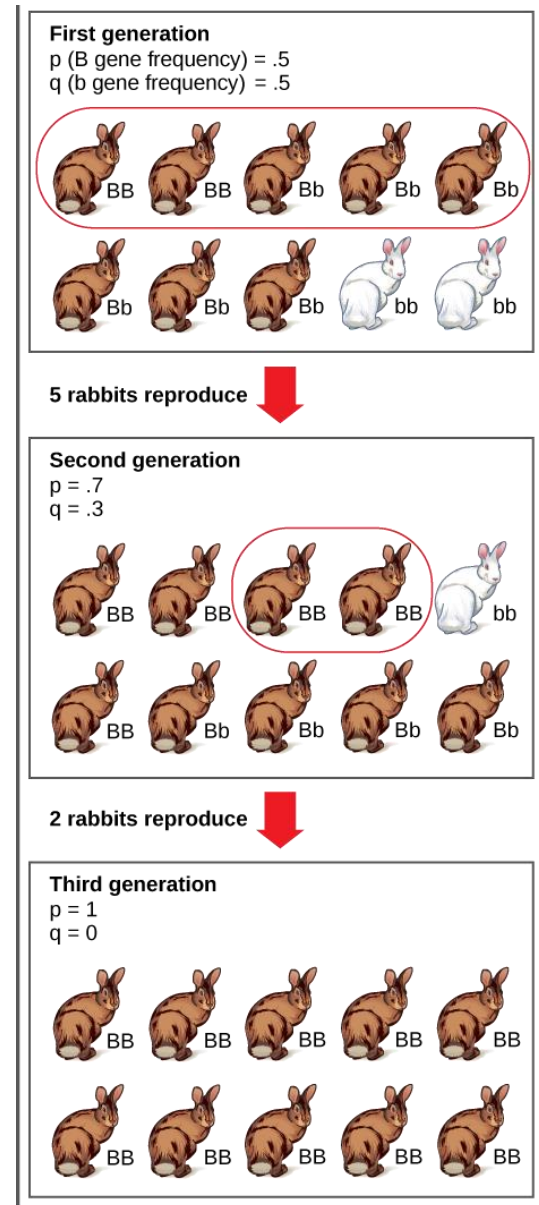 First generation
p (B gene frequency) = .5
q (b gene frequency) = .5
BB BB Bb Bb Bb
Bb Bb Bb bb bb
5 rabbits reproduce
Second generation
p = .7
q = .3
BB BB BB BB bb
BB Bb Bb Bb Bb
2 rabbits reproduce
Third generation
p = 1
q = 0
BB BB BB BB BB
BB BB BB BB BB